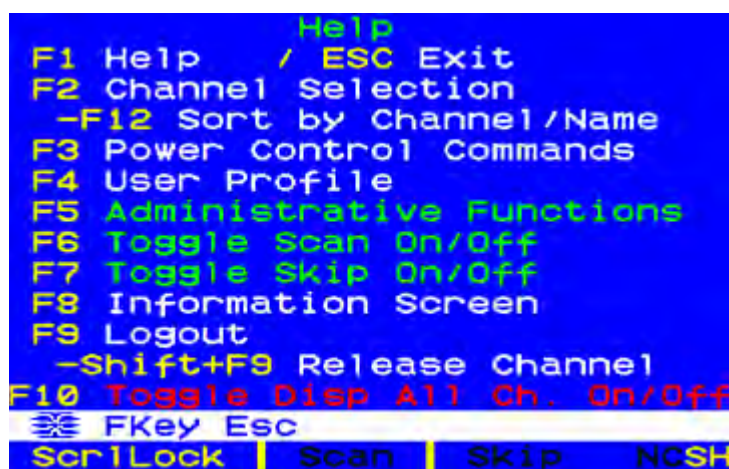 Help
F1 Help / ESC Exit
F2 Channel Selection
-F12 Sort by Channel/Name
F3 Power Control Commands
F4 User Profile
F5 Administrative Functions
F6 Toggle Scan On/Off
F7 Toggle Skip On/Off
F8 Information Screen
F9 Logout
-Shift+F9 Release Channel
F10 Toggle Disp All Ch. On/Off
FKey Esc
ScrlLock Scan Skip NCSH